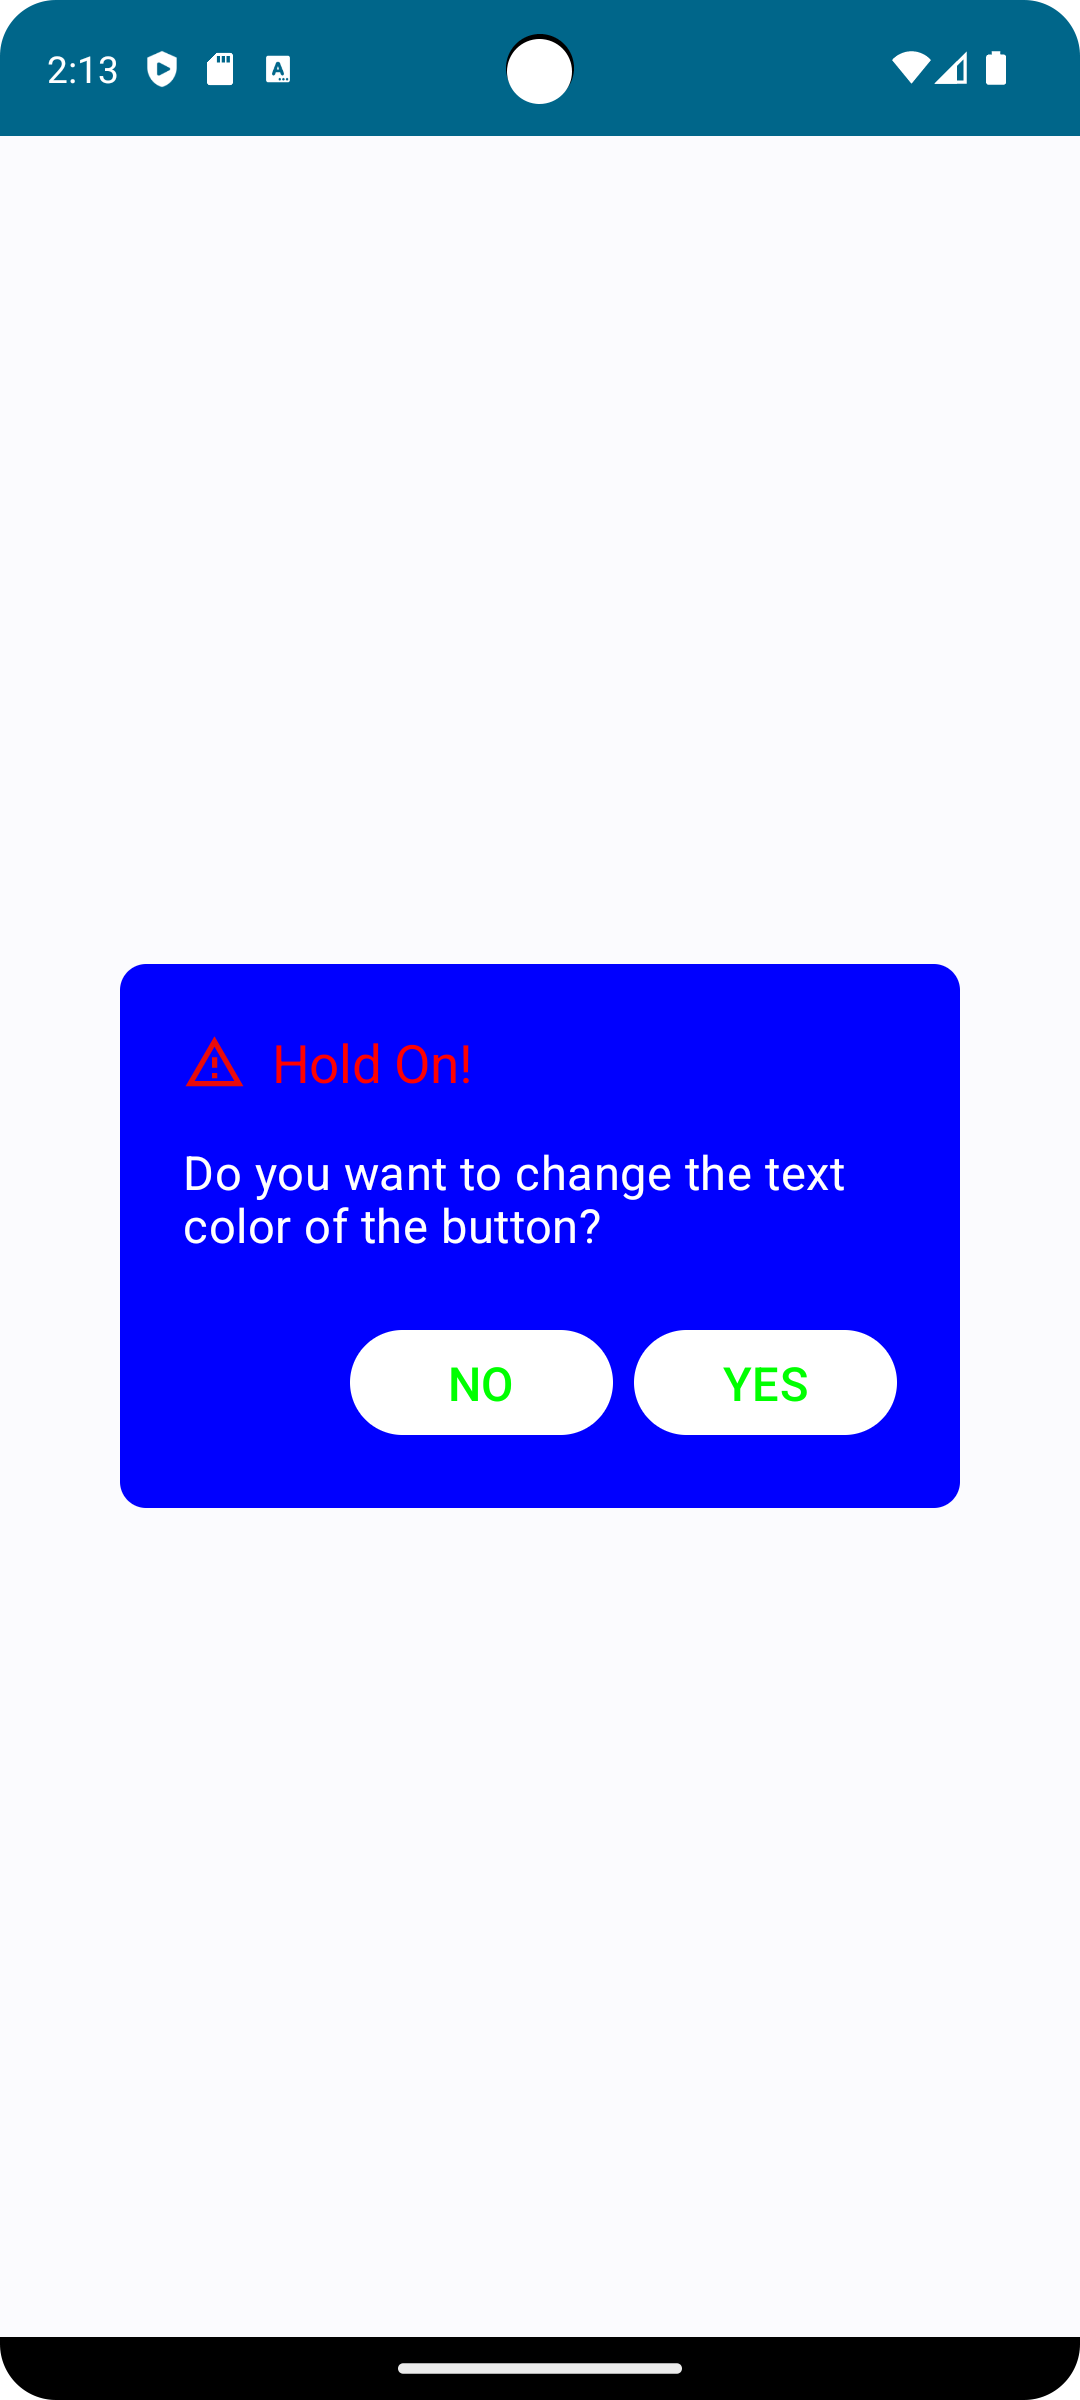 2:13
Hold On!
Do you want to change the text
color of the button?
NO YES